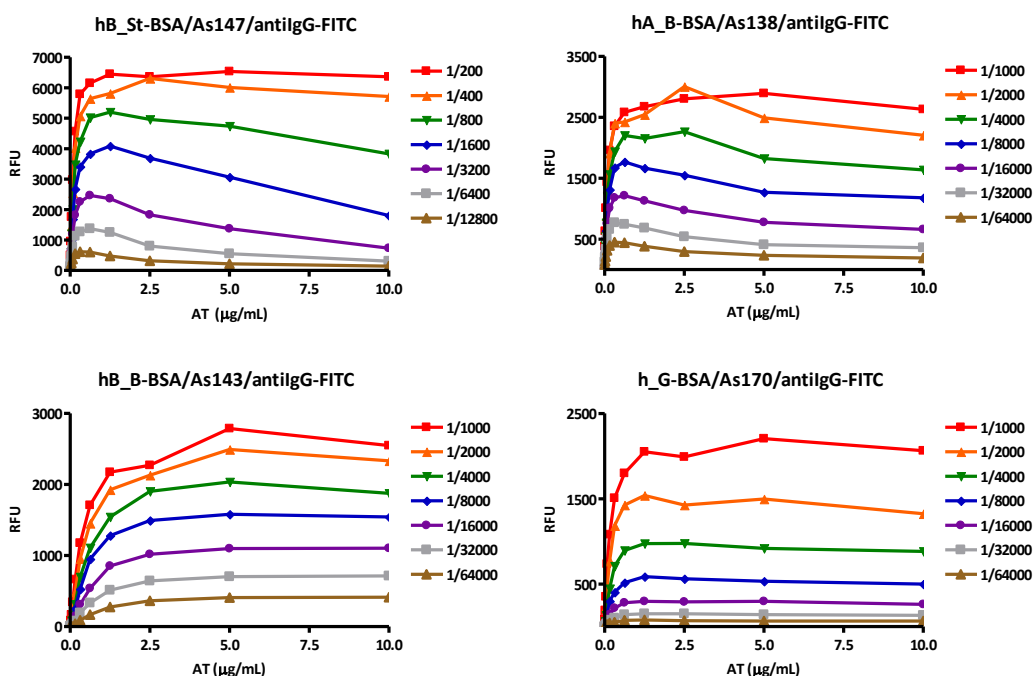 hB_St-BSA/As147/antiIgG-FITC
7000
6000
5000
4000
3000
2000
1000
0
RFU
0.0 2.5 5.0 7.5 10.0
AT (µg/mL)
1/200
1/400
1/800
1/1600
1/3200
1/6400
1/12800
hA_B-BSA/As138/antiIgG-FITC
3500
2500
1500
500
RFU
0.0 2.5 5.0 7.5 10.0
AT (µg/mL)
1/1000
1/2000
1/4000
1/8000
1/16000
1/32000
1/64000
hB_B-BSA/As143/antiIgG-FITC
3000
2000
1000
0
RFU
0.0 2.5 5.0 7.5 10.0
AT (µg/mL)
1/1000
1/2000
1/4000
1/8000
1/16000
1/32000
1/64000
h_G-BSA/As170/antiIgG-FITC
2500
1500
500
RFU
0.0 2.5 5.0 7.5 10.0
AT (µg/mL)
1/1000
1/2000
1/4000
1/8000
1/16000
1/32000
1/64000